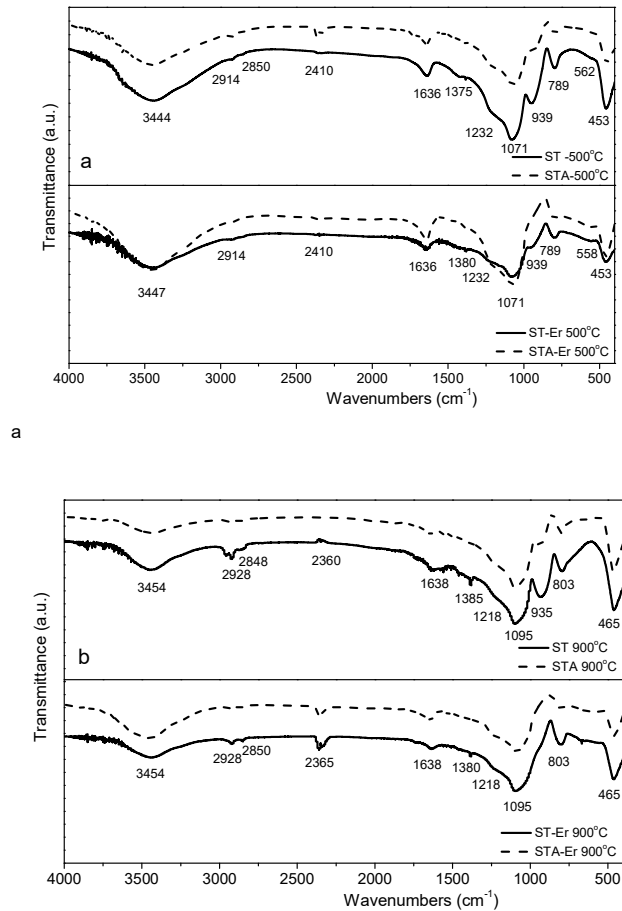 2914
2850
2410
1636
1375
562
789
3444
1232
939
453
1071
a
ST -500°C
STA-500°C
Transmittance (a.u.)
2914
2410
1636
1380
1232
939
789
558
453
3447
1071
ST-Er 500°C
STA-Er 500°C
4000 3500 3000 2500 2000 1500 1000 500
Wavenumbers (cm-1)
a
3454
2928
2848
2360
1638
1385
1218
1095
935
803
465
b
ST 900°C
STA 900°C
Transmittance (a.u.)
3454
2928
2850
2365
1638
1380
1218
1095
803
465
ST-Er 900°C
STA-Er 900°C
4000 3500 3000 2500 2000 1500 1000 500
Wavenumbers (cm-1)